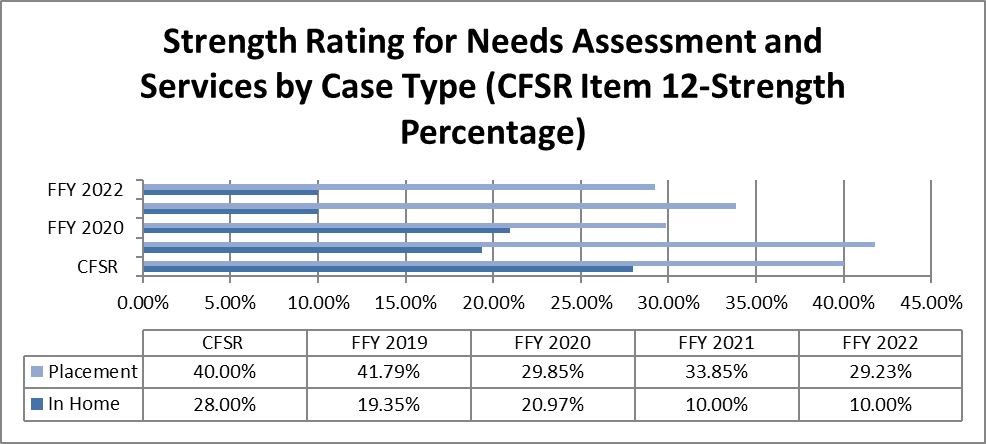 Strength Rating for Needs Assessment and
Services by Case Type (CFSR Item 12-Strength
Percentage)
FFY 2022
FFY 2020
CFSR
0.00% 5.00% 10.00% 15.00% 20.00% 25.00% 30.00% 35.00% 40.00% 45.00%
CFSR FFY 2019 FFY 2020 FFY 2021 FFY 2022
Placement 40.00% 41.79% 29.85% 33.85% 29.23%
In Home 28.00% 19.35% 20.97% 10.00% 10.00%